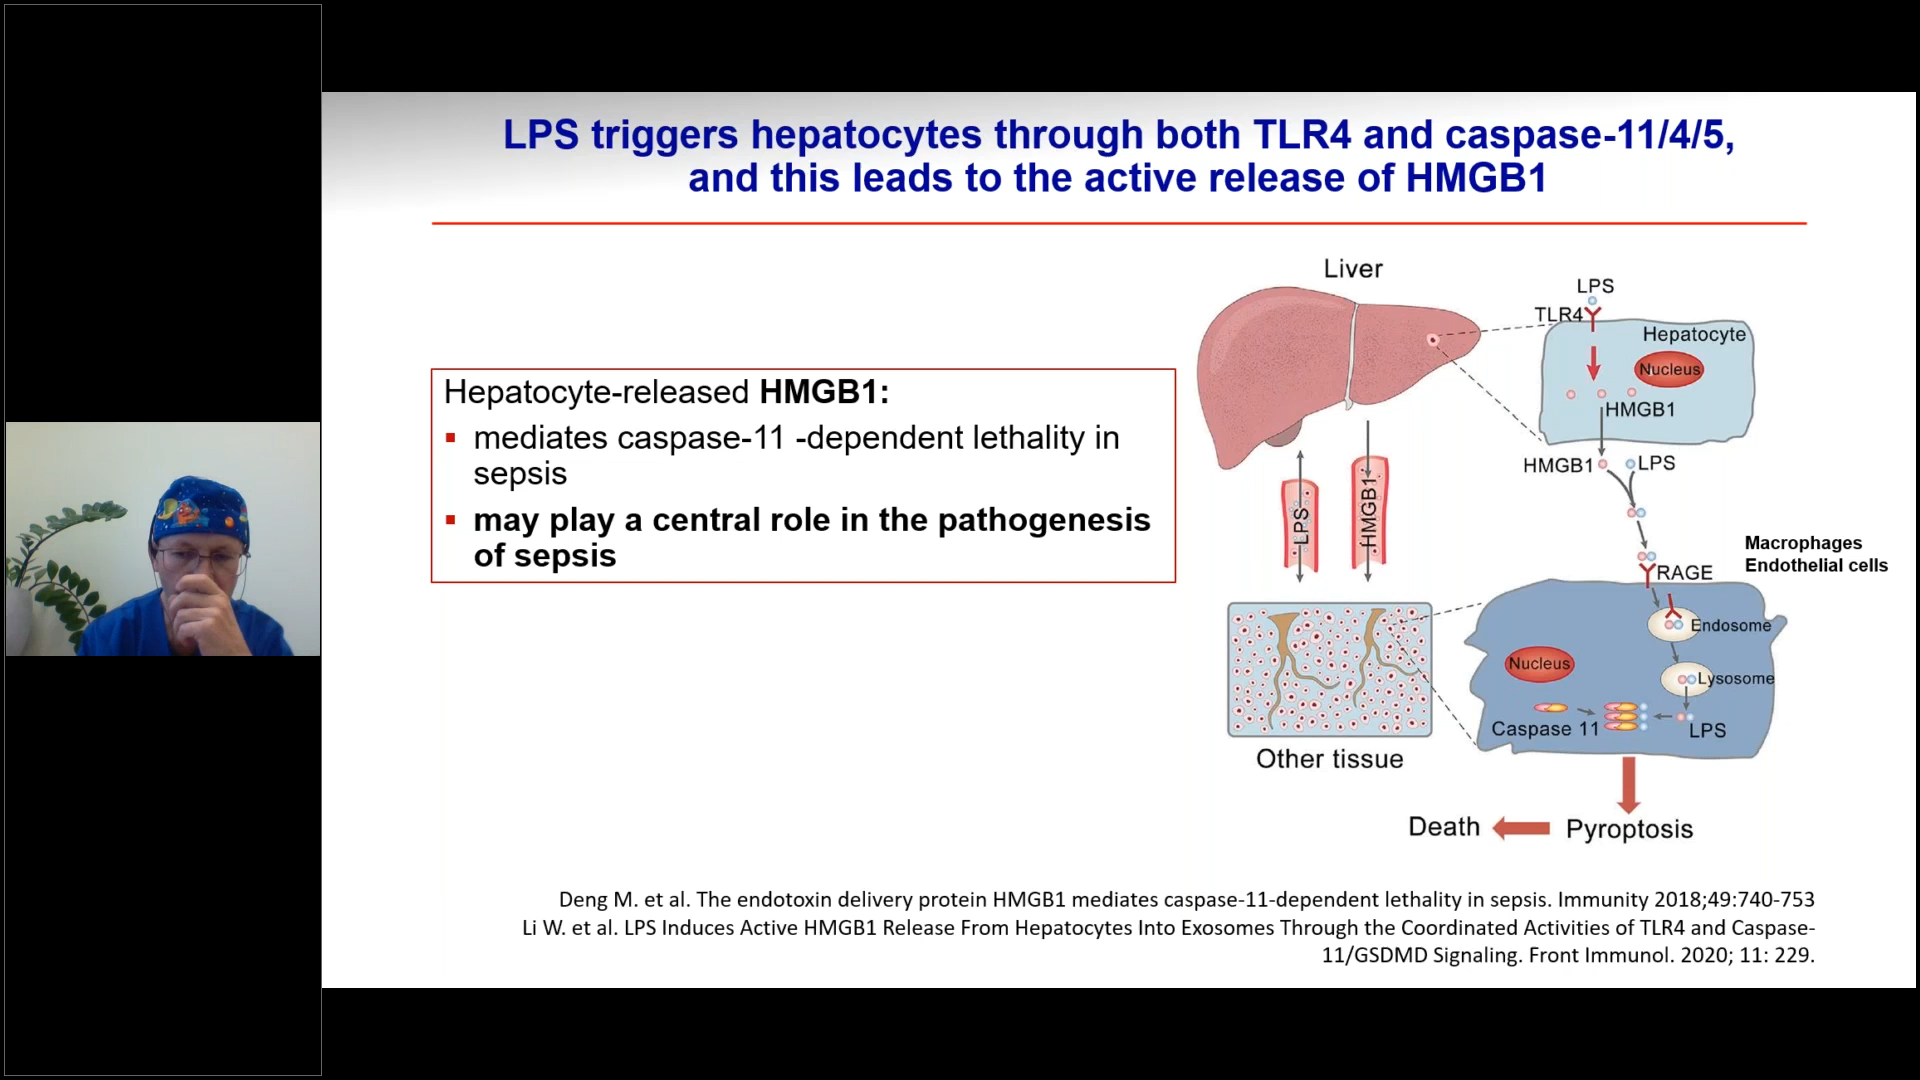 LPS triggers hepatocytes through both TLR4 and caspase-11/4/5,
and this leads to the active release of HMGB1
Hepatocyte-released HMGB1:
mediates caspase-11 -dependent lethality in
sepsis
may play a central role in the pathogenesis
of sepsis
Liver
LPS
TLR4
Hepatocyte
Nucleus
HMGB1
HMGB1
LPS
LPS
HMGB1
Macrophages
Endothelial cells
RAGE
Endosome
Nucleus
Lysosome
Caspase 11
LPS
Other tissue
Death
Pyroptosis
Deng M. et al. The endotoxin delivery protein HMGB1 mediates caspase-11-dependent lethality in sepsis. Immunity 2018;49:740-753
Li W. et al. LPS Induces Active HMGB1 Release From Hepatocytes Into Exosomes Through the Coordinated Activities of TLR4 and Caspase-
11/GSDMD Signaling. Front Immunol. 2020; 11: 229.